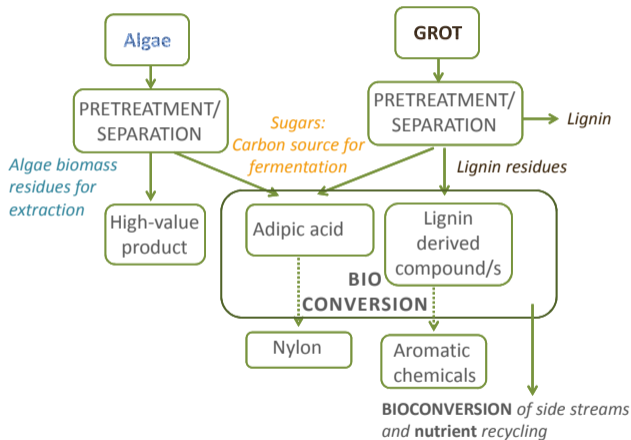 Algae
GROT
PRETREATMENT/
SEPARATION
PRETREATMENT/
SEPARATION
Lignin
Sugars:
Carbon source for
fermentation
Algae biomass
residues for
extraction
Lignin residues
High-value
product
Adipic acid
Lignin
derived
compound/s
BIO
CONVERSION
Nylon
Aromatic
chemicals
BIOCONVERSION of side streams
and nutrient recycling